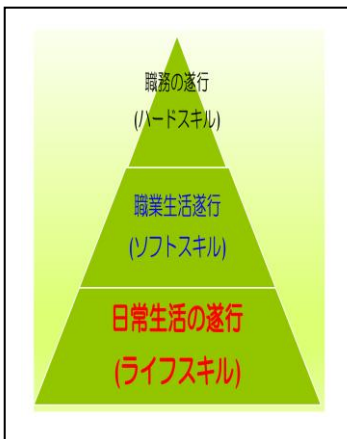 職務の遂行
(ハードスキル)
職業生活遂行
(ソフトスキル)
日常生活の遂行
(ライフスキル)